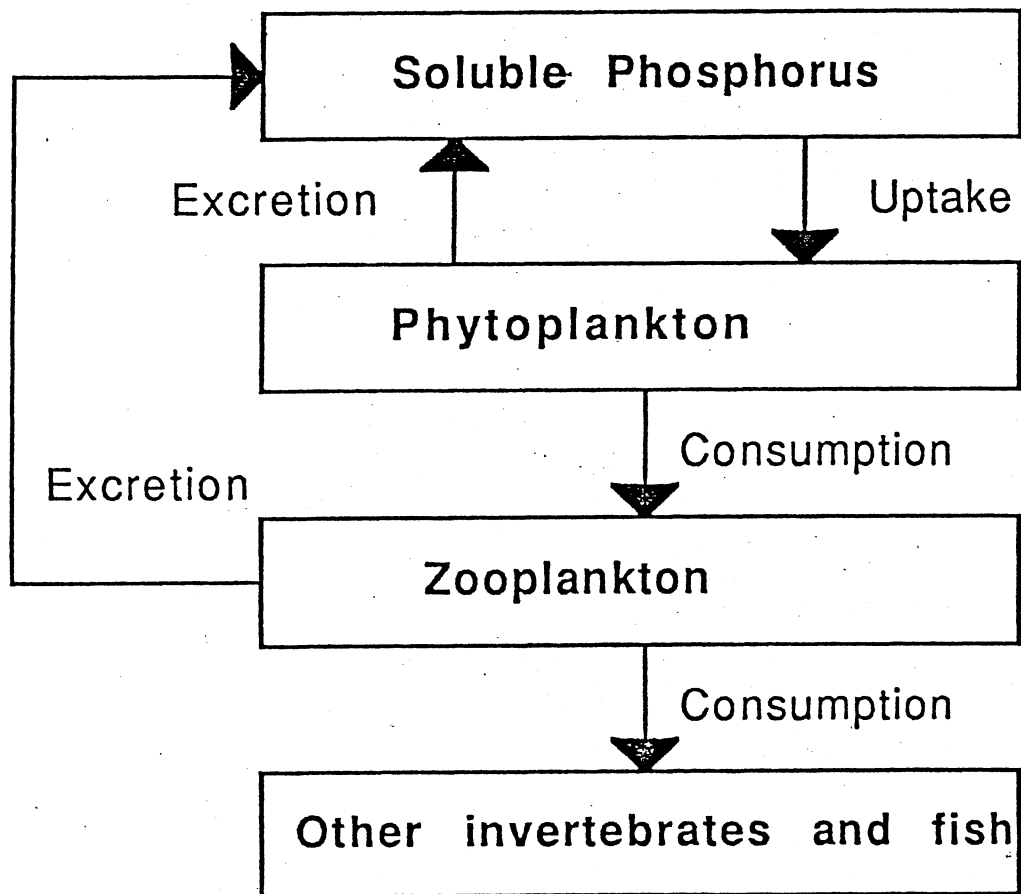 Soluble Phosphorus
Excretion
Uptake
Phytoplankton
Consumption
Excretion
Zooplankton
Consumption
Other invertebrates and fish